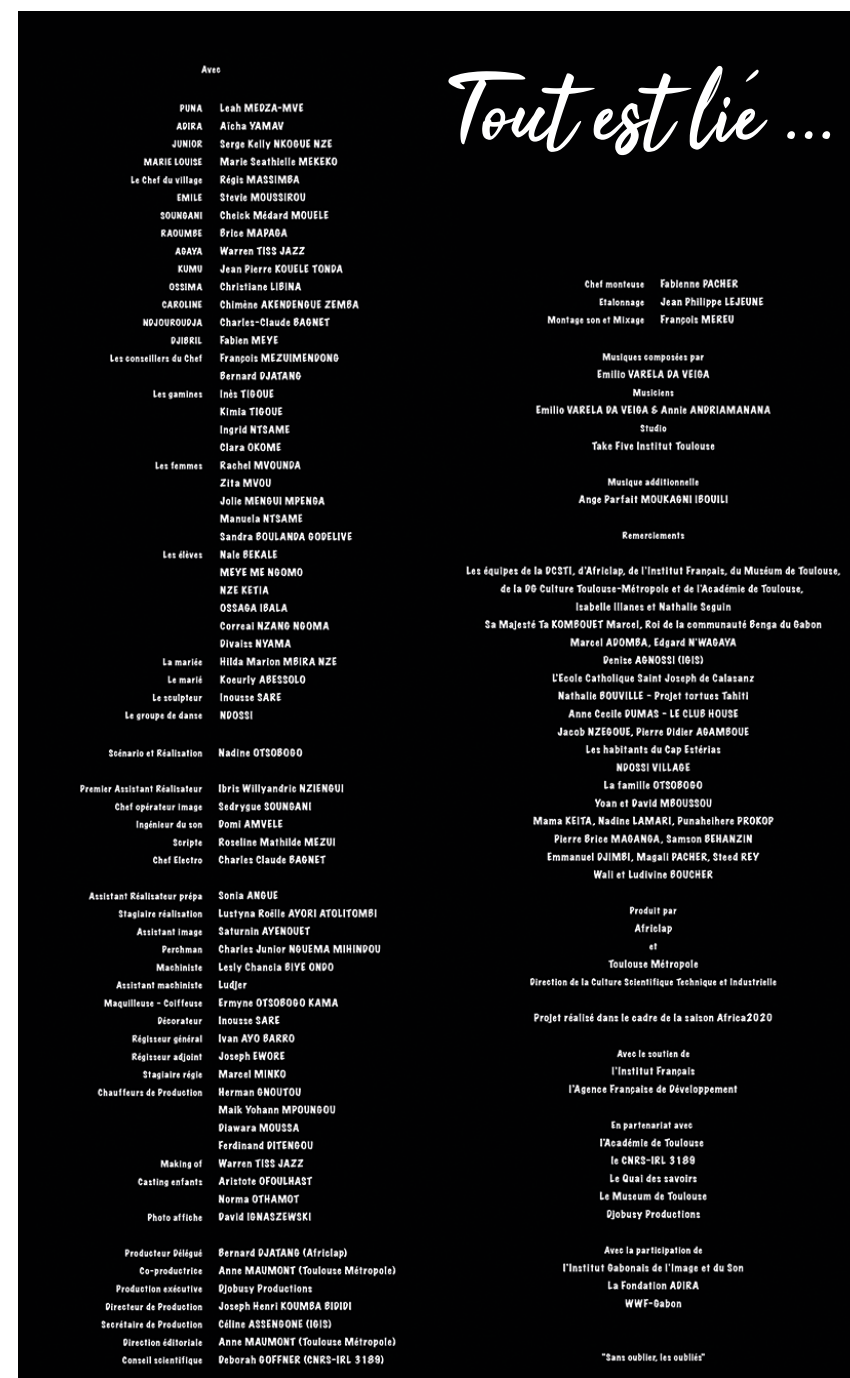 Avec
PUNA Leah MEDZA-MVE
ADIRA Aïcha YAMAV
JUNIOR Serge Kelly NKOGUE NZE
MARIE LOUISE Marie Seathielle MEKEKO
Le Chef du village Régis MASSIMBA
EMILE Stevie MOUSSIROU
SOUNGANI Cheick Médard MOUELE
RAOUMBE Brice MAPAGA
AGAYA Warren TISS JAZZ
KUMU Jean Pierre KOUELE TONDA
OSSIMA Christiane LIBINA
CAROLINE Chimène AKENDENGUE ZEMBA
NDJOUROUDJA Charles-Claude BAGNET
DJIBRIL Fabien MEYE
Les conseillers du Chef François MEZUIMENDONG
Bernard DJATANG
Les gamines Inès TIGOUE
Kimia TIGOUE
Ingrid NTSAME
Clara OKOME
Les femmes Rachel MVOUNDA
Zita MVOU
Jolie MENGUI MPENGA
Manuela NTSAME
Sandra BOULANDA GODELIVE
Les élèves Nale BEKALE
MEYE ME NGOMO
NZE KETIA
OSSAGA IBALA
Correal NZANG NGOMA
Divaiss NYAMA
La mariée Hilda Marion MBIRA NZE
Le marié Koeurly ABESSOLO
Le sculpteur Inousse SARE
Le groupe de danse NDOSSI
Scénario et Réalisation Nadine OTSOBOGO
Premier Assistant Réalisateur Ibris Willyandric NZIENGUI
Chef opérateur image Sedrygue SOUNGANI
Ingénieur du son Domi AMVELE
Scripte Roseline Mathilde MEZUI
Chef Electro Charles Claude BAGNET
Assistant Réalisateur prépa Sonia ANGUE
Stagiaire réalisation Lustyna Roëlle AYORI ATOLITOMBI
Assistant image Saturnin AYENOUET
Perchman Charles Junior NGUEMA MIHINDOU
Machiniste Lesly Chancia BIYE ONDO
Assistant machiniste Ludjer
Maquilleuse - Coiffeuse Ermyne OTSOBOGO KAMA
Décorateur Inousse SARE
Régisseur général Ivan AYO BARRO
Régisseur adjoint Joseph EWORE
Stagiaire régie Marcel MINKO
Chauffeurs de Production Herman GNOUTOU
Maik Yohann MPOUNGOU
Diawara MOUSSA
Ferdinand DITENGOU
Making of Warren TISS JAZZ
Casting enfants Aristote OFOULHAST
Norma OTHAMOT
Photo affiche David IGNASZEWSKI
Producteur Délégué Bernard DJATANG (Africlap)
Co-productrice Anne MAUMONT (Toulouse Métropole)
Production exécutive Djobusy Productions
Directeur de Production Joseph Henri KOUMBA BIDIDI
Secrétaire de Production Céline ASSENGONE (IGIS)
Direction éditoriale Anne MAUMONT (Toulouse Métropole)
Conseil scientifique Deborah GOFFNER (CNRS-IRL 3189)
Tout est lié ...
Chef monteuse Fabienne PACHER
Etalonnage Jean Philippe LEJEUNE
Montage son et Mixage François MEREU
Musiques composées par
Emilio VARELA DA VEIGA
Musiciens
Emilio VARELA DA VEIGA & Annie ANDRIAMANANA
Studio
Take Five Institut Toulouse
Musique additionnelle
Ange Parfait MOUKAGNI IBOUILI
Remerciements
Les équipes de la DCSTI, d'Africlap, de l'Institut Français, du Muséum de Toulouse,
de la DG Culture Toulouse-Métropole et de l'Académie de Toulouse,
Isabelle Illanes et Nathalie Seguin
Sa Majesté Ta KOMBOUET Marcel, Roi de la communauté Benga du Gabon
Marcel ADOMBA, Edgard N'WAGAYA
Denise AGNOSSI (IGIS)
L'Ecole Catholique Saint Joseph de Calasanz
Nathalie BOUVILLE - Projet tortues Tahiti
Anne Cecile DUMAS - LE CLUB HOUSE
Jacob NZEGOUE, Pierre Didier AGAMBOUE
Les habitants du Cap Estérias
NDOSSI VILLAGE
La famille OTSOBOGO
Yoan et David MBOUSSOU
Mama KEITA, Nadine LAMARI, Punaheihere PROKOP
Pierre Brice MAGANGA, Samson BEHANZIN
Emmanuel DJIMBI, Magali PACHER, Steed REY
Wali et Ludivine BOUCHER
Produit par
Africlap
et
Toulouse Métropole
Direction de la Culture Scientifique Technique et Industrielle
Projet réalisé dans le cadre de la saison Africa2020
Avec le soutien de
l'Institut Français
l'Agence Française de Développement
En partenariat avec
l'Académie de Toulouse
le CNRS-IRL 3189
Le Quai des savoirs
Le Museum de Toulouse
Djobusy Productions
Avec la participation de
l'Institut Gabonais de l'Image et du Son
La Fondation ADIRA
WWF-Gabon
"Sans oublier, les oubliés"